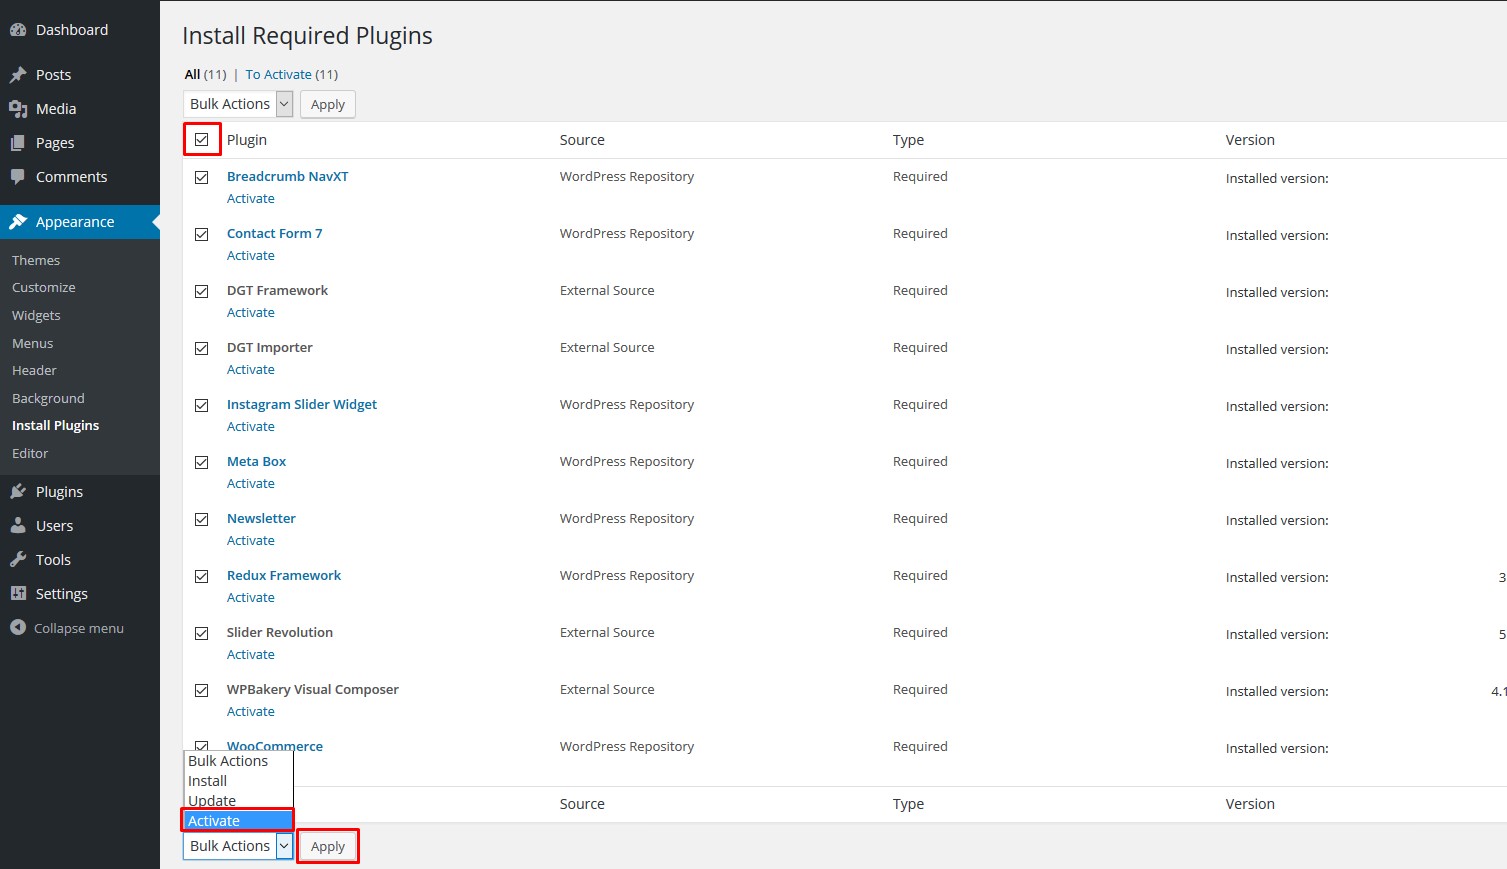 Dashboard
Posts
Media
Pages
Comments
Appearance
Themes
Customize
Widgets
Menus
Header
Background
Install Plugins
Editor
Plugins
Users
Tools
Settings
Collapse menu
Install Required Plugins
All (11) | To Activate (11)
Bulk Actions Apply
Plugin Source Type Version
Breadcrumb NavXT WordPress Repository Required Installed version:
Activate
Contact Form 7 WordPress Repository Required Installed version:
Activate
DGT Framework External Source Required Installed version:
Activate
DGT Importer External Source Required Installed version:
Activate
Instagram Slider Widget WordPress Repository Required Installed version:
Activate
Meta Box WordPress Repository Required Installed version:
Activate
Newsletter WordPress Repository Required Installed version:
Activate
Redux Framework WordPress Repository Required Installed version: 3
Activate
Slider Revolution External Source Required Installed version: 5
Activate
WPBakery Visual Composer External Source Required Installed version: 4.1
Activate
WooCommerce WordPress Repository Required Installed version:
Bulk Actions
Install
Update
Source Type Version
Activate
Bulk Actions Apply